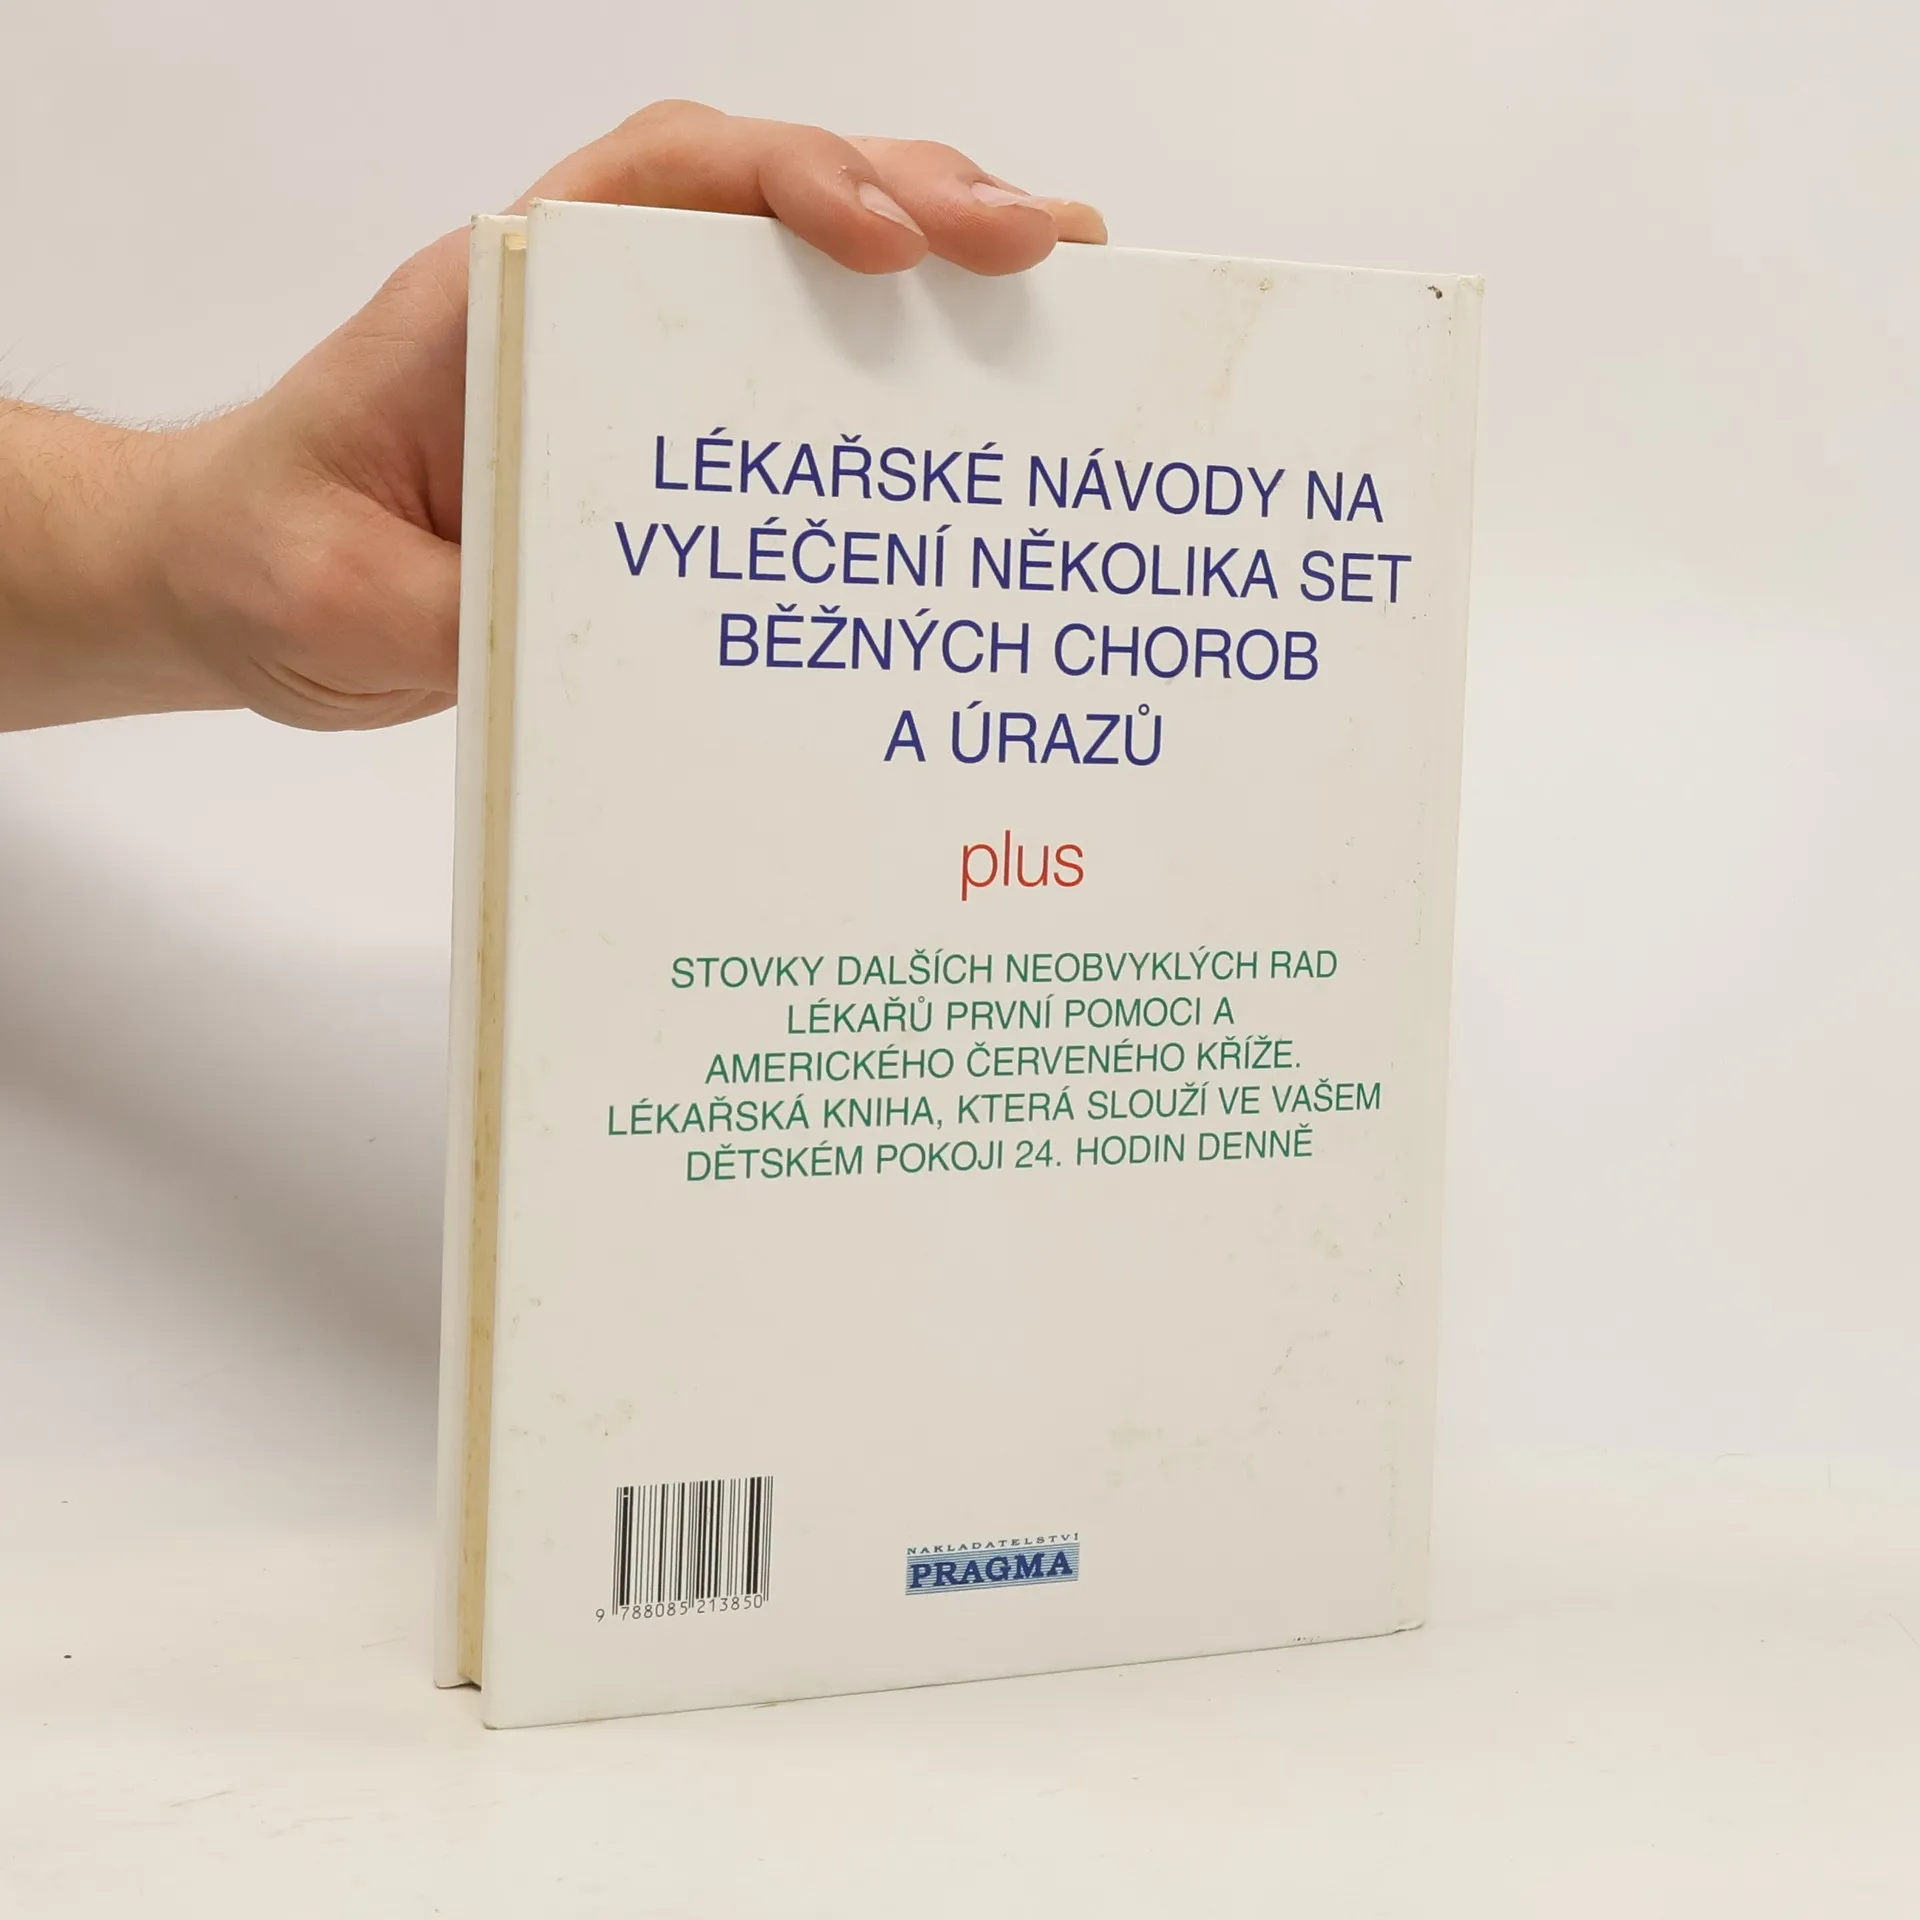 LÉKAŘSKÉ NÁVODY NA
VYLÉČENÍ NĚKOLIKA SET
BĚŽNÝCH CHOROB
A ÚRAZŮ
plus
STOVKY DALŠÍCH NEOBVYKLÝCH RAD
LÉKAŘŮ PRVNÍ POMOCI A
AMERICKÉHO ČERVENÉHO KŘÍŽE.
LÉKAŘSKÁ KNIHA, KTERÁ SLOUŽÍ VE VAŠEM
DĚTSKÉM POKOJI 24. HODIN DENNĚ
9 788085 213850
NAKLADATELSTVÍ
PRAGMA